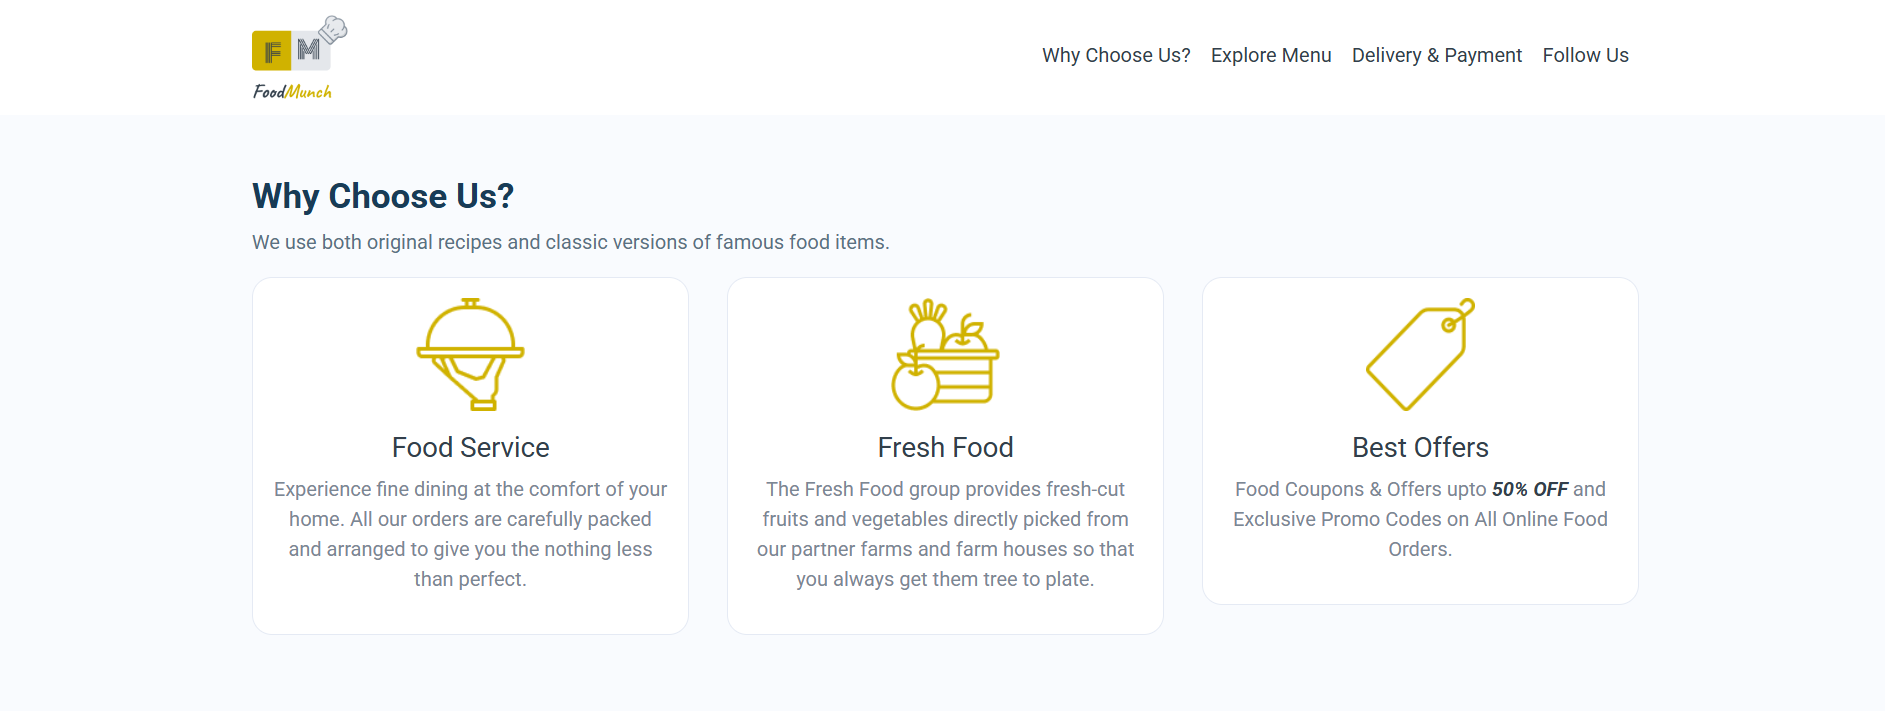 F M
FoodMunch
Why Choose Us? Explore Menu Delivery & Payment Follow Us
Why Choose Us?
We use both original recipes and classic versions of famous food items.
Food Service
Experience fine dining at the comfort of your
home. All our orders are carefully packed
and arranged to give you the nothing less
than perfect.
Fresh Food
The Fresh Food group provides fresh-cut
fruits and vegetables directly picked from
our partner farms and farm houses so that
you always get them tree to plate.
Best Offers
Food Coupons & Offers upto 50% OFF and
Exclusive Promo Codes on All Online Food
Orders.